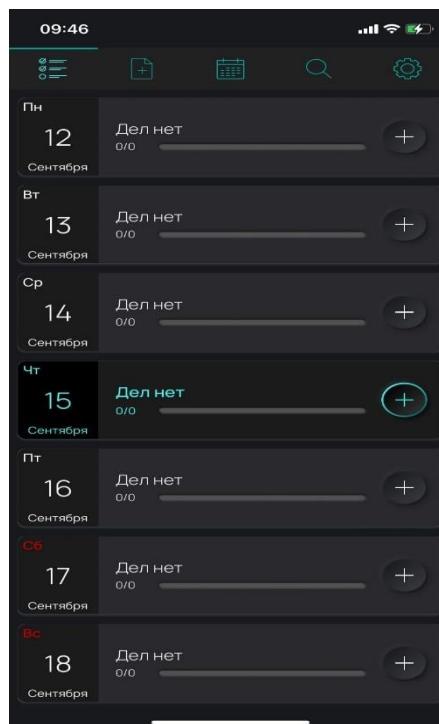 09:46
Пн
12
Сентября
Дел нет
0/0
Вт
13
Сентября
Дел нет
0/0
Ср
14
Сентября
Дел нет
0/0
Чт
15
Сентября
Дел нет
0/0
Пт
16
Сентября
Дел нет
0/0
Сб
17
Сентября
Дел нет
0/0
Вс
18
Сентября
Дел нет
0/0